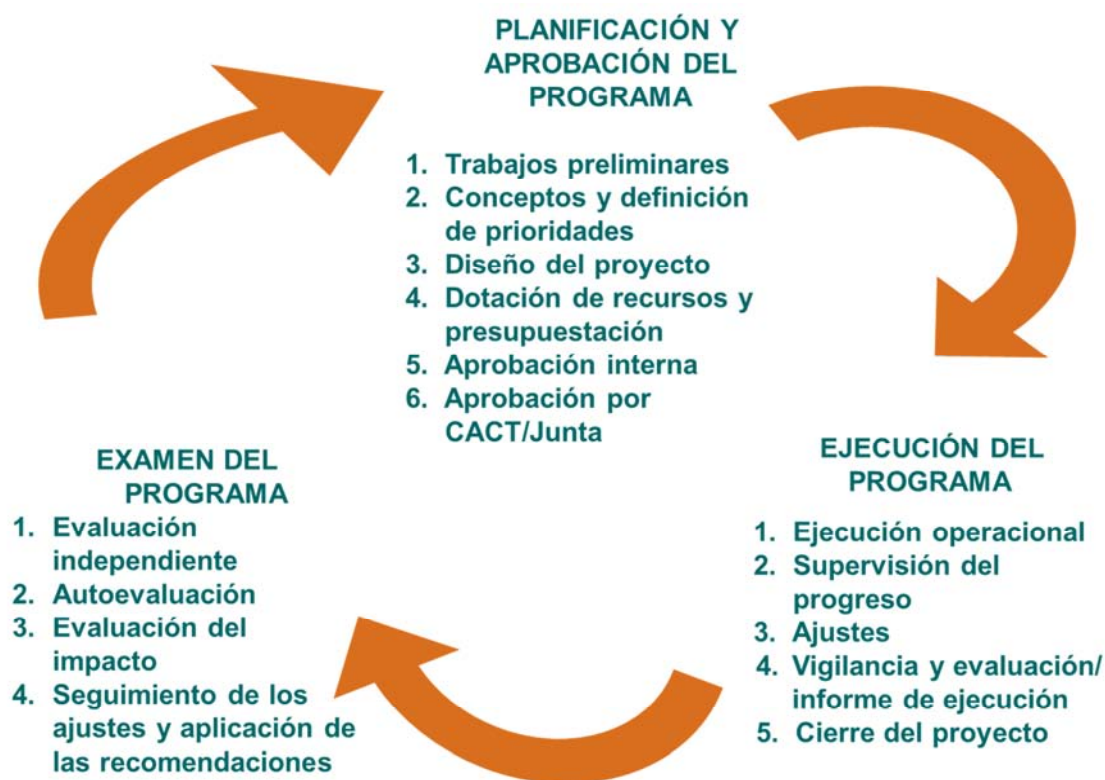 PLANIFICACIÓN Y
APROBACIÓN DEL
PROGRAMA
1. Trabajos preliminares
2. Conceptos y definición
de prioridades
3. Diseño del proyecto
4. Dotación de recursos y
presupuestación
5. Aprobación interna
6. Aprobación por
CACT/Junta
EJECUCIÓN DEL
PROGRAMA
1. Ejecución operacional
2. Supervisión del
progreso
3. Ajustes
4. Vigilancia y evaluación/
informe de ejecución
5. Cierre del proyecto
EXAMEN DEL
PROGRAMA
1. Evaluación
independiente
2. Autoevaluación
3. Evaluación del
impacto
4. Seguimiento de los
ajustes y aplicación de
las recomendaciones